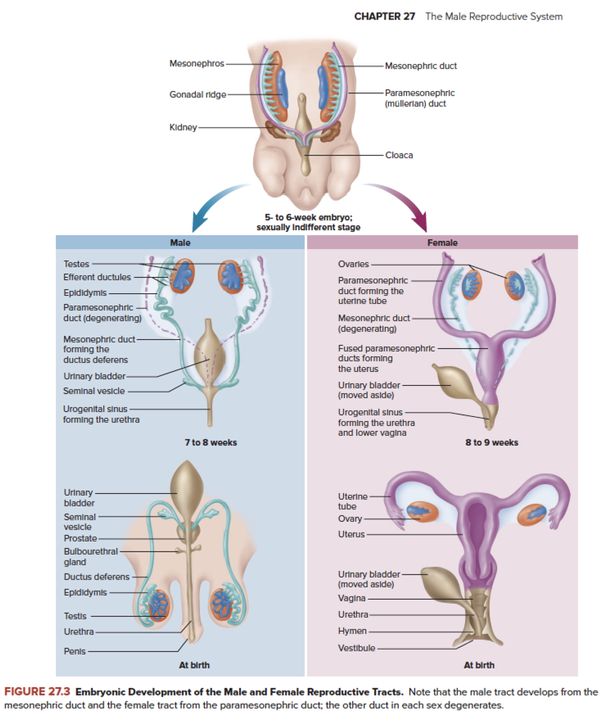 CHAPTER 27 The Male Reproductive System
Mesonephros
Gonadal ridge
Kidney
Mesonephric duct
Paramesonephric
(müllerian) duct
Cloaca
5- to 6-week embryo;
sexually indifferent stage
Male
Testes
Efferent ductules
Epididymis
Paramesonephric
duct (degenerating)
Mesonephric duct
forming the
ductus deferens
Urinary bladder
Seminal vesicle
Urogenital sinus
forming the urethra
7 to 8 weeks
Urinary
bladder
Seminal
vesicle
Prostate
Bulbourethral
gland
Ductus deferens
Epididymis
Testis
Urethra
Penis
At birth
Female
Ovaries
Paramesonephric
duct forming the
uterine tube
Mesonephric duct
(degenerating)
Fused paramesonephric
ducts forming
the uterus
Urinary bladder
(moved aside)
Urogenital sinus
forming the urethra
and lower vagina
8 to 9 weeks
Uterine
tube
Ovary
Uterus
Urinary bladder
(moved aside)
Vagina
Urethra
Hymen
Vestibule
At birth
FIGURE 27.3 Embryonic Development of the Male and Female Reproductive Tracts. Note that the male tract develops from the
mesonephric duct and the female tract from the paramesonephric duct; the other duct in each sex degenerates.